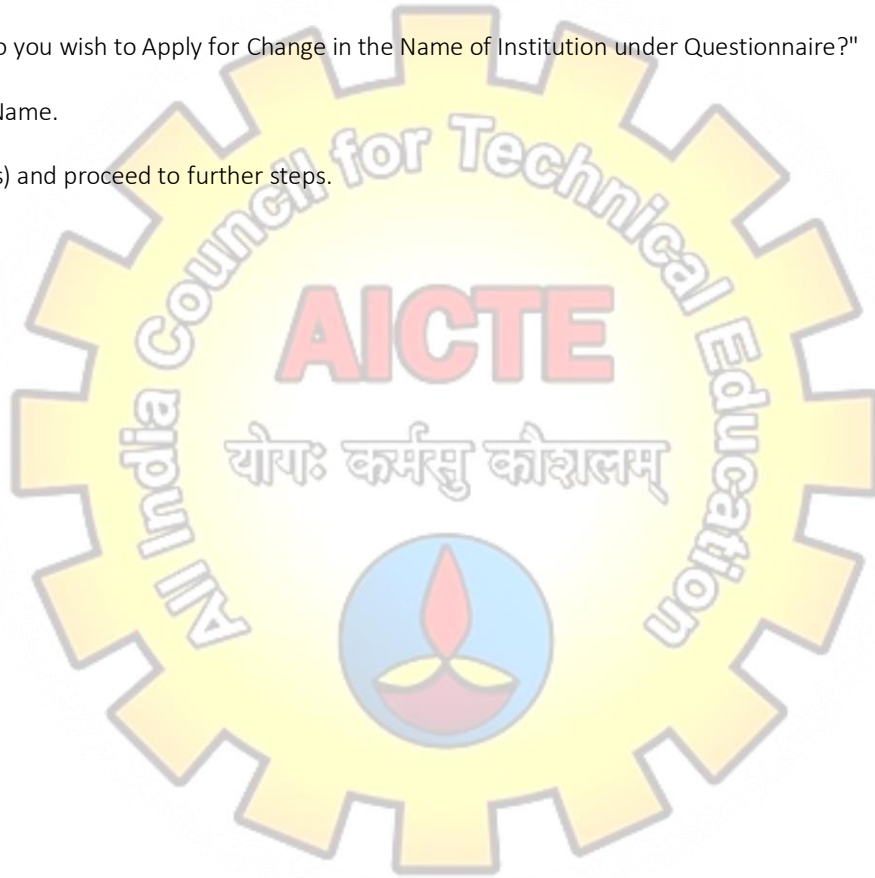 o you wish to Apply for Change in the Name of Institution under Questionnaire?"
Name.
s) and proceed to further steps.
All India Council for Technical Education
AICTE
योगः कर्मसु कौशलम्